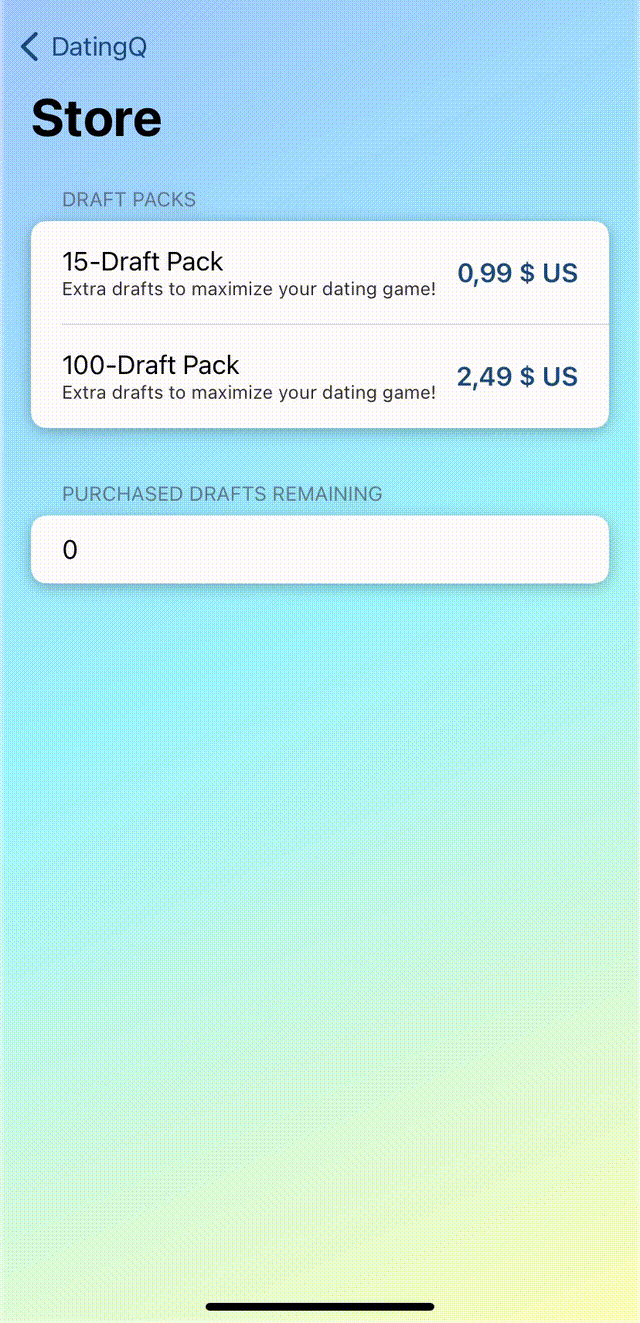 DatingQ
Store
DRAFT PACKS
15-Draft Pack
Extra drafts to maximize your dating game!
0,99 $ US
100-Draft Pack
Extra drafts to maximize your dating game!
2,49 $ US
PURCHASED DRAFTS REMAINING
0